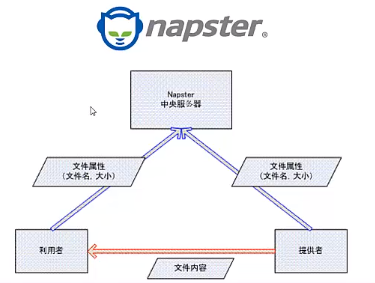 napster®
Napster
中央服务器
文件属性
(文件名,大小)
文件属性
(文件名,大小)
利用者
提供者
文件内容